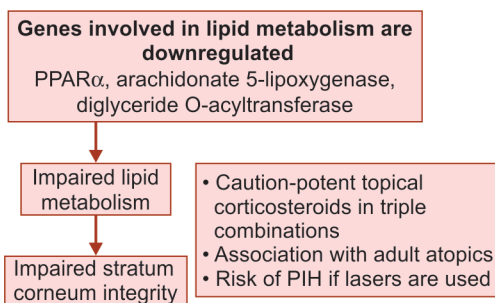 Genes involved in lipid metabolism are
downregulated
PPARα, arachidonate 5-lipoxygenase,
diglyceride O-acyltransferase
Impaired lipid
metabolism
Impaired stratum
corneum integrity
• Caution-potent topical
corticosteroids in triple
combinations
• Association with adult atopics
• Risk of PIH if lasers are used